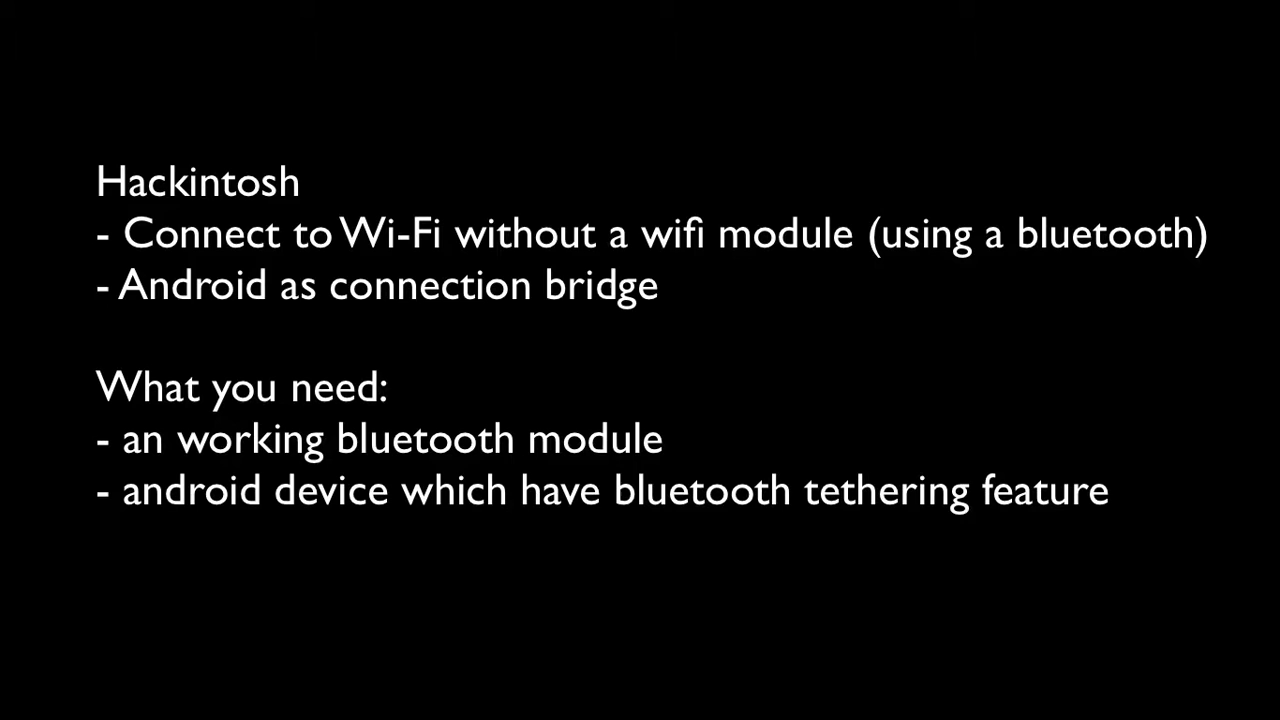 Hackintosh
- Connect to Wi-Fi without a wifi module (using a bluetooth)
- Android as connection bridge
What you need:
- an working bluetooth module
- android device which have bluetooth tethering feature